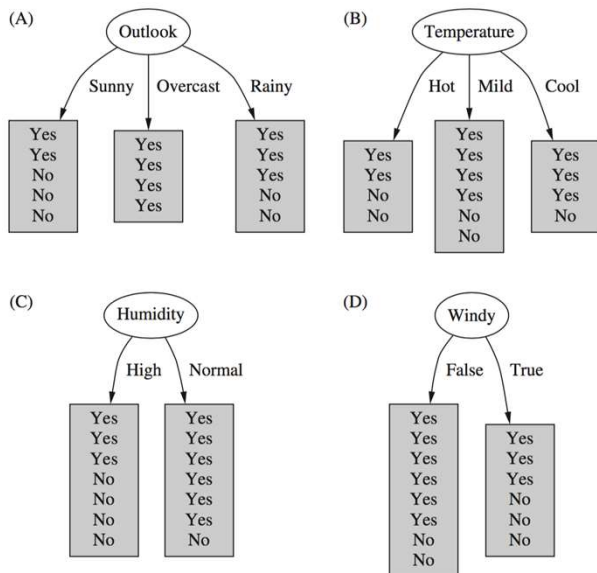 (A)
Outlook
Sunny Overcast Rainy
Yes
Yes
No
No
No
Yes
Yes
Yes
Yes
Yes
Yes
Yes
No
No
(B)
Temperature
Hot Mild Cool
Yes
Yes
No
No
Yes
Yes
Yes
Yes
No
No
Yes
Yes
Yes
No
(C)
Humidity
High Normal
Yes
Yes
Yes
No
No
No
No
Yes
Yes
Yes
Yes
Yes
Yes
No
(D)
Windy
False True
Yes
Yes
Yes
Yes
Yes
Yes
No
No
Yes
Yes
Yes
No
No
No